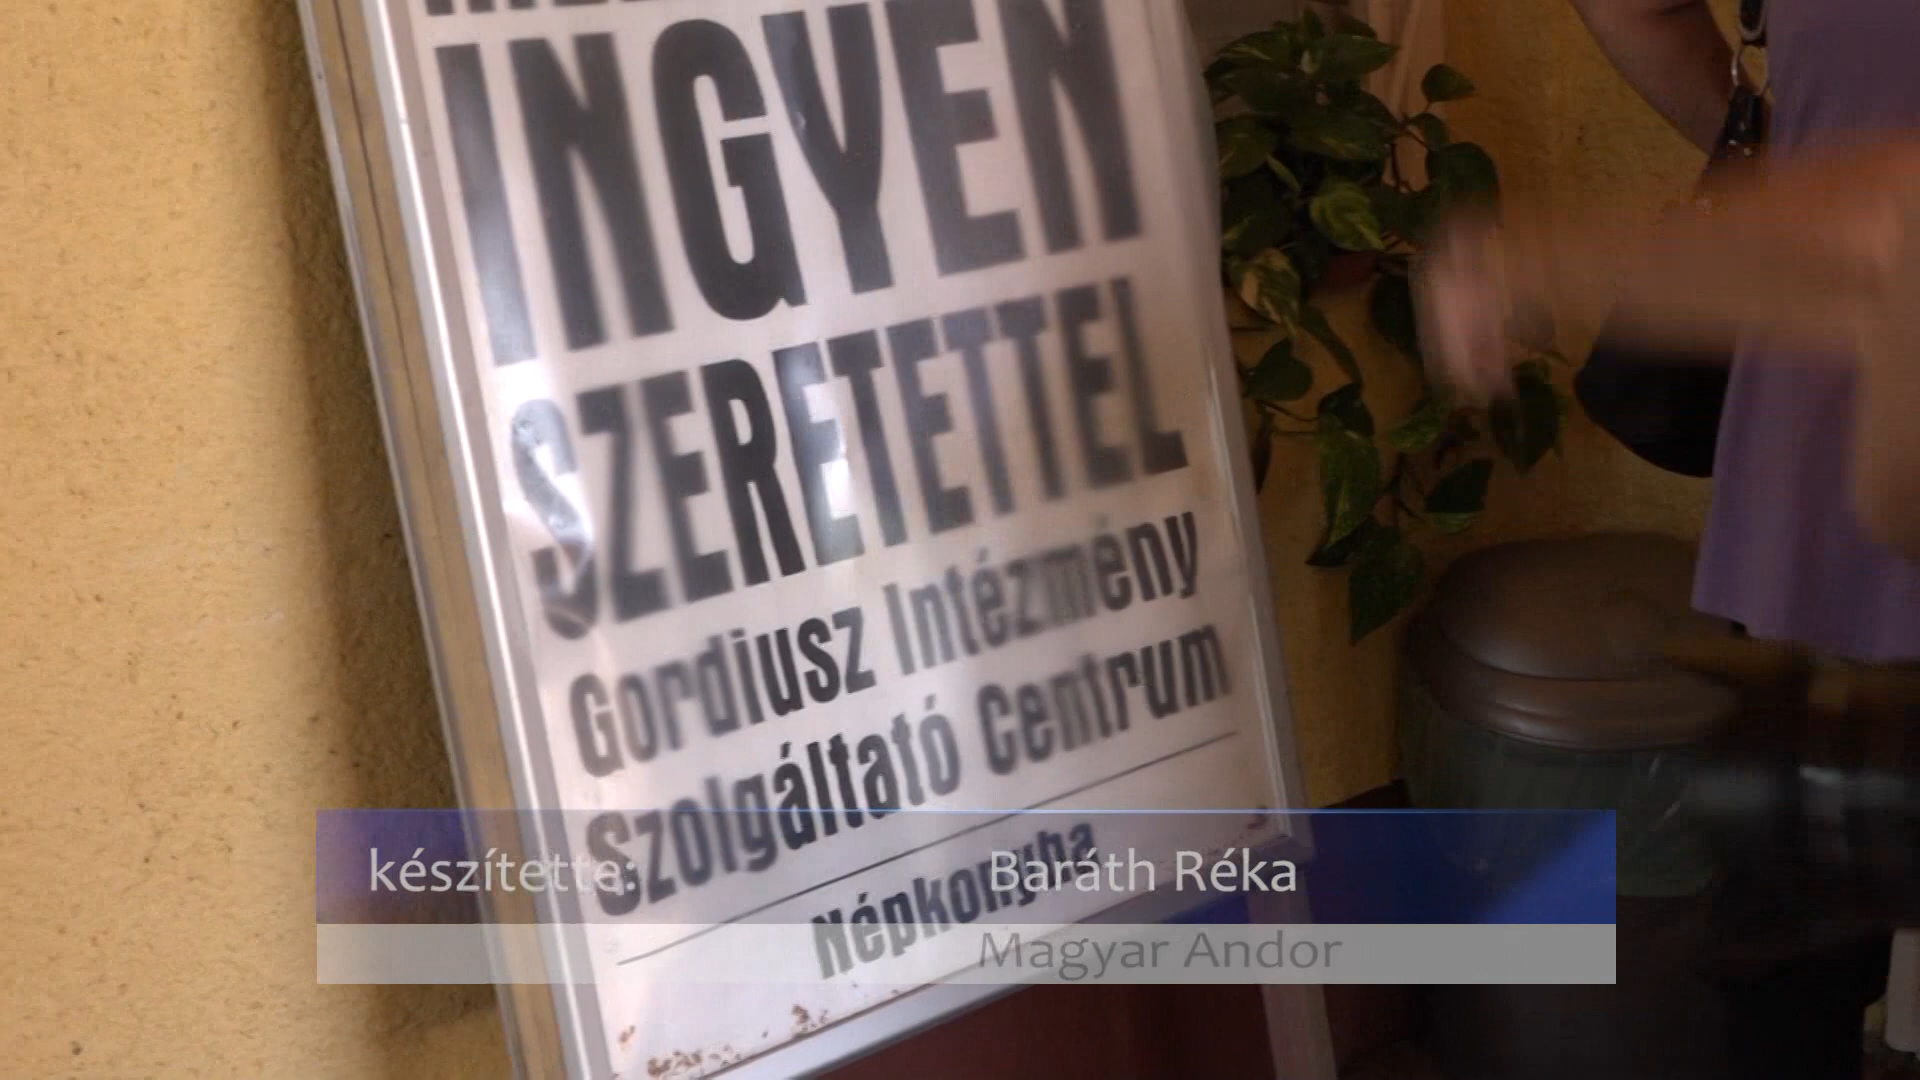 INGYEN
SZERETETTEL
Gordiusz Intézmény
Szolgáltató Centrum
Népkonyha
készítette: Baráth Réka
Magyar Andor